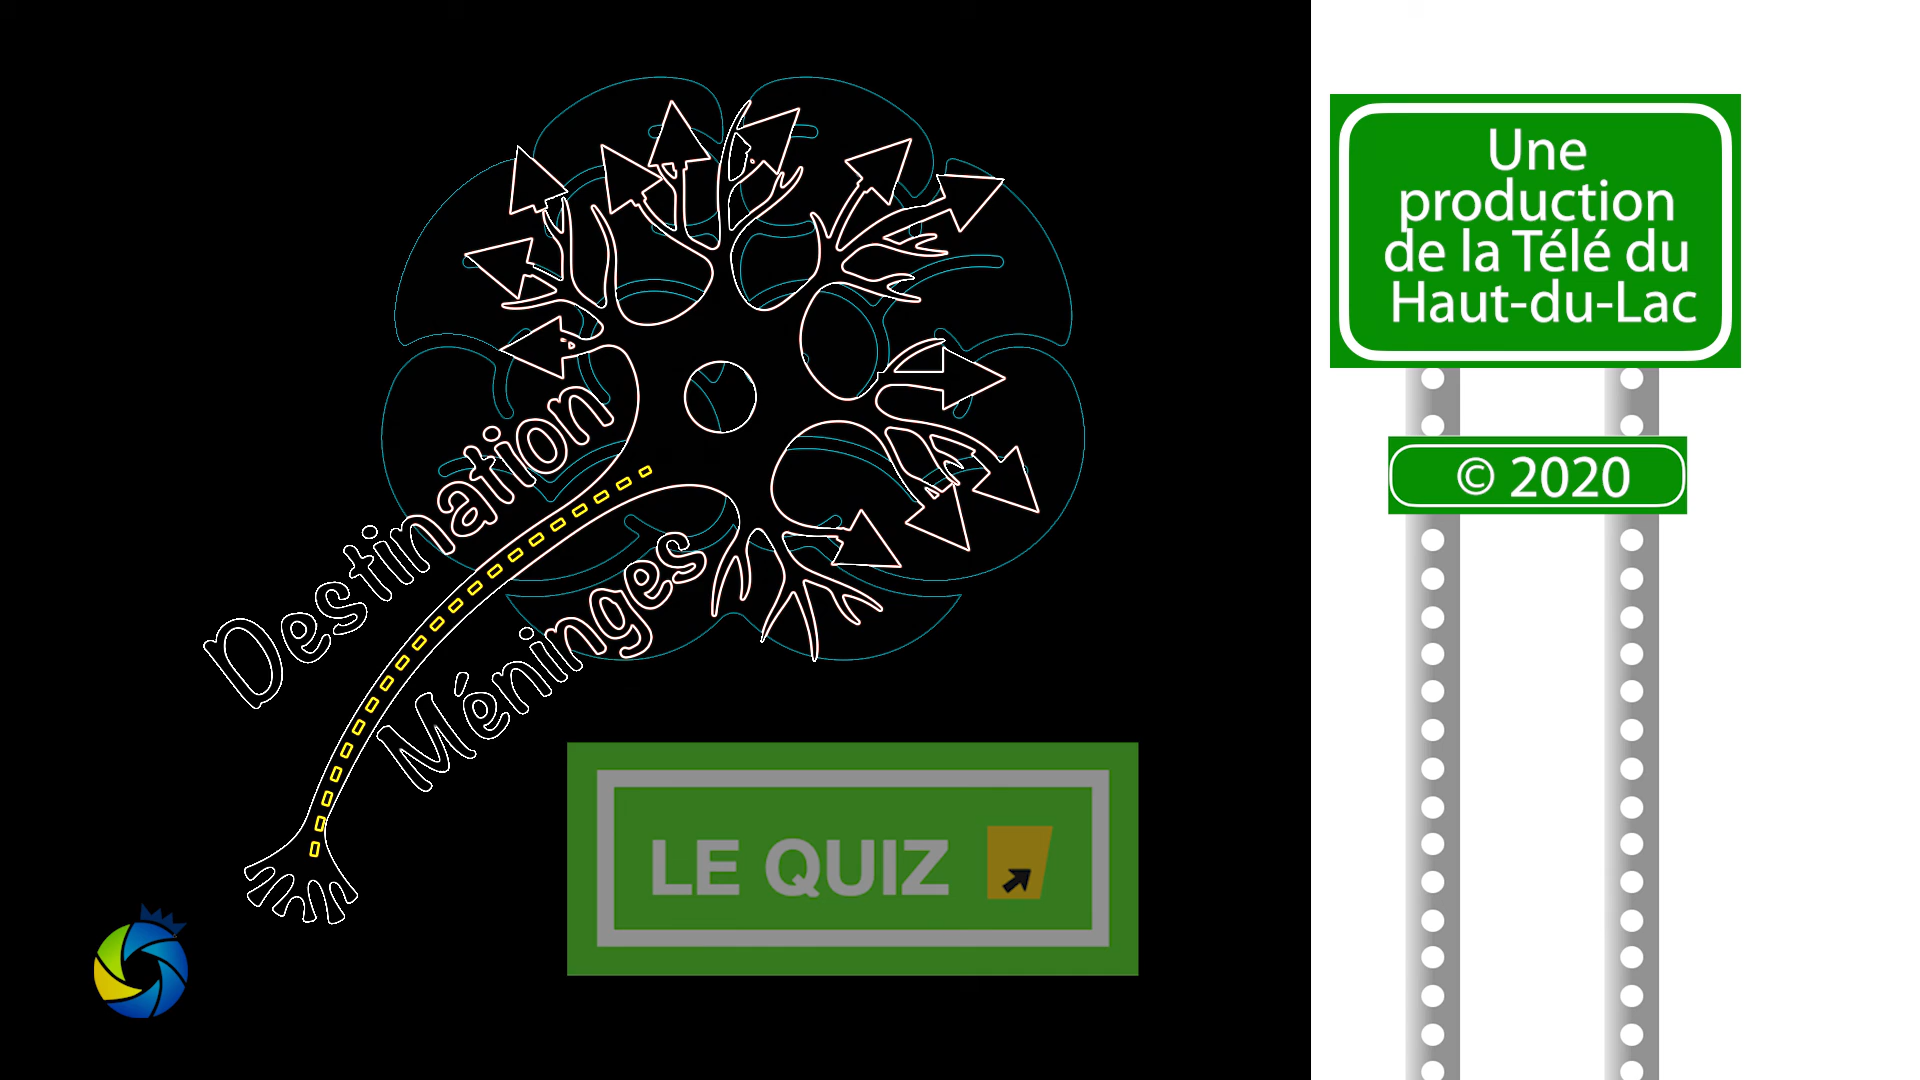 Destination
Méninges
LE QUIZ
Une
production
de la Télé du
Haut-du-Lac
© 2020